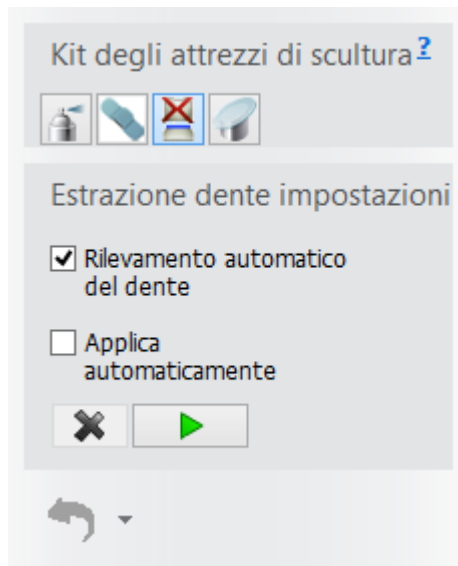 Kit degli attrezzi di scultura?
Estrazione dente impostazioni
Rilevamento automatico
del dente
Applica
automaticamente